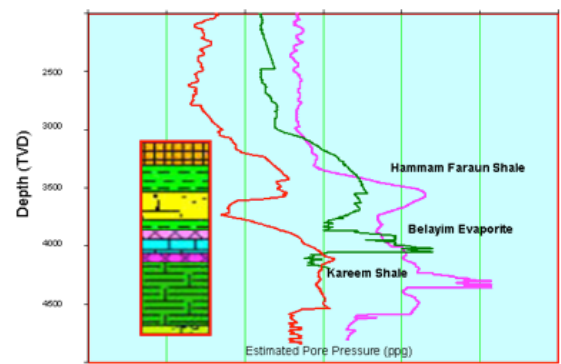 2500
3000
Hammam Faraun Shale
3500
Depth (TVD)
Belayim Evaporite
4000
Kareem Shale
4500
Estimated Pore Pressure (ppg)